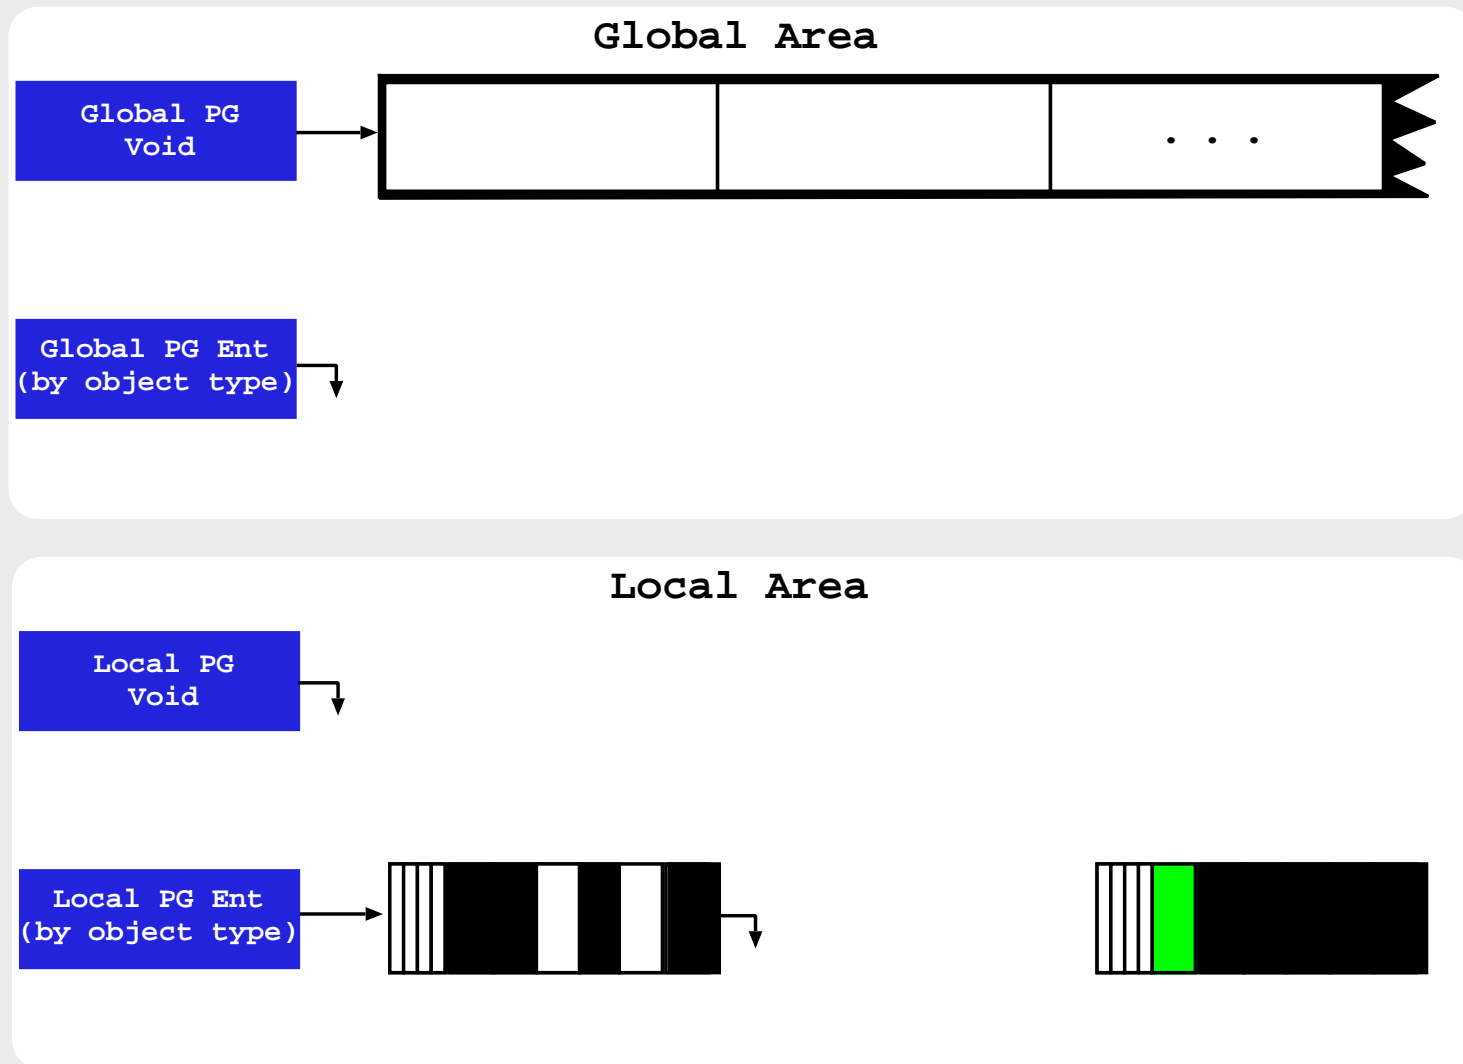 Global Area
Global PG
Void
. . .
Global PG Ent
(by object type)
Local Area
Local PG
Void
Local PG Ent
(by object type)